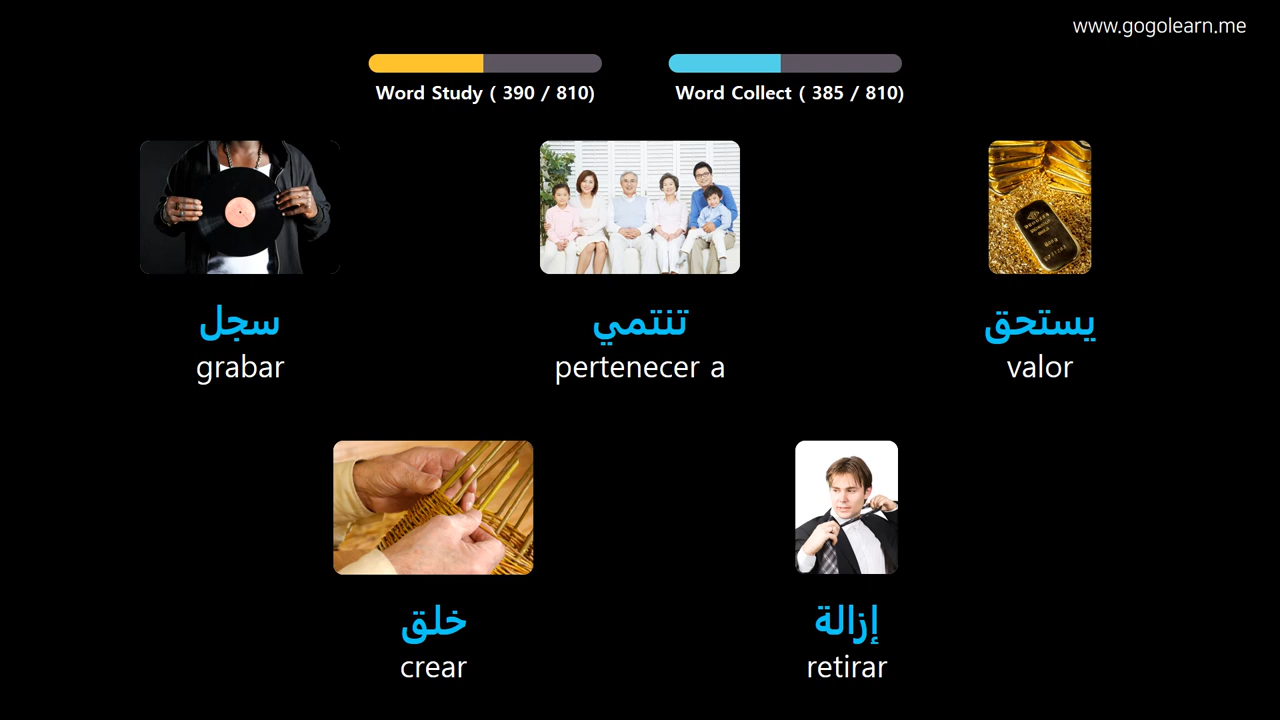 www.gogolearn.me
Word Study ( 390 / 810)
Word Collect ( 385 / 810)
سجل
grabar
تنتمي
pertenecer a
يستحق
valor
خلق
crear
إزالة
retirar